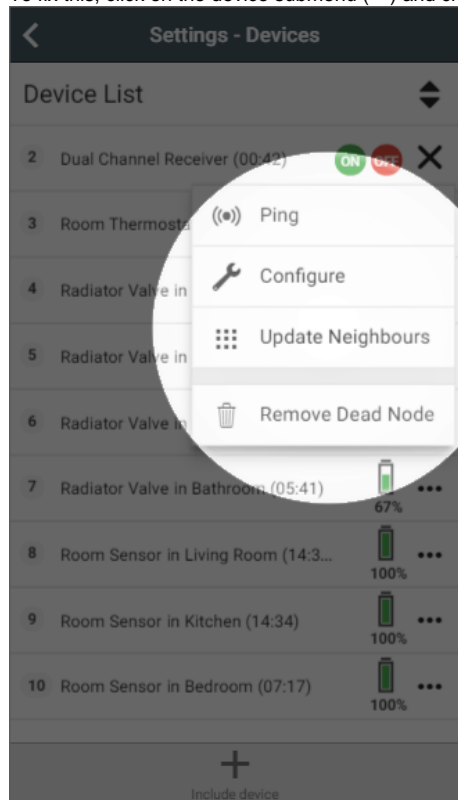 Settings - Devices
Device List
2 Dual Channel Receiver (00:42) ON OFF
Ping
3 Room Thermosta
Configure
4 Radiator Valve in
Update Neighbours
5 Radiator Valve in
Remove Dead Node
6 Radiator Valve in
7 Radiator Valve in Bathroom (05:41)
67%
8 Room Sensor in Living Room (14:3...
100%
9 Room Sensor in Kitchen (14:34)
100%
10 Room Sensor in Bedroom (07:17)
100%
Include device